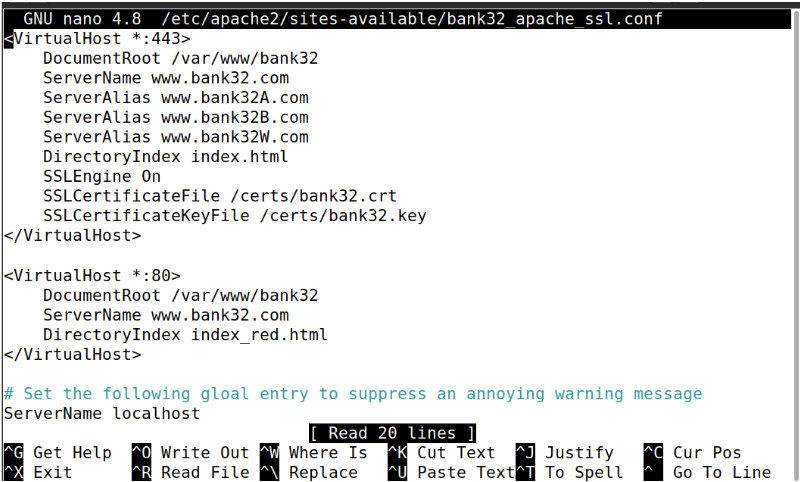 GNU nano 4.8  /etc/apache2/sites-available/bank32_apache_ssl.conf
<VirtualHost *:443>
    DocumentRoot /var/www/bank32
    ServerName www.bank32.com
    ServerAlias www.bank32A.com
    ServerAlias www.bank32B.com
    ServerAlias www.bank32W.com
    DirectoryIndex index.html
    SSLEngine On
    SSLCertificateFile /certs/bank32.crt
    SSLCertificateKeyFile /certs/bank32.key
</VirtualHost>

<VirtualHost *:80>
    DocumentRoot /var/www/bank32
    ServerName www.bank32.com
    DirectoryIndex index_red.html
</VirtualHost>

# Set the following gloal entry to suppress an annoying warning message
ServerName localhost
[ Read 20 lines ]
^G Get Help  ^O Write Out ^W Where Is  ^K Cut Text  ^J Justify   ^C Cur Pos
^X Exit      ^R Read File ^\ Replace   ^U Paste Text^T To Spell  ^_ Go To Line